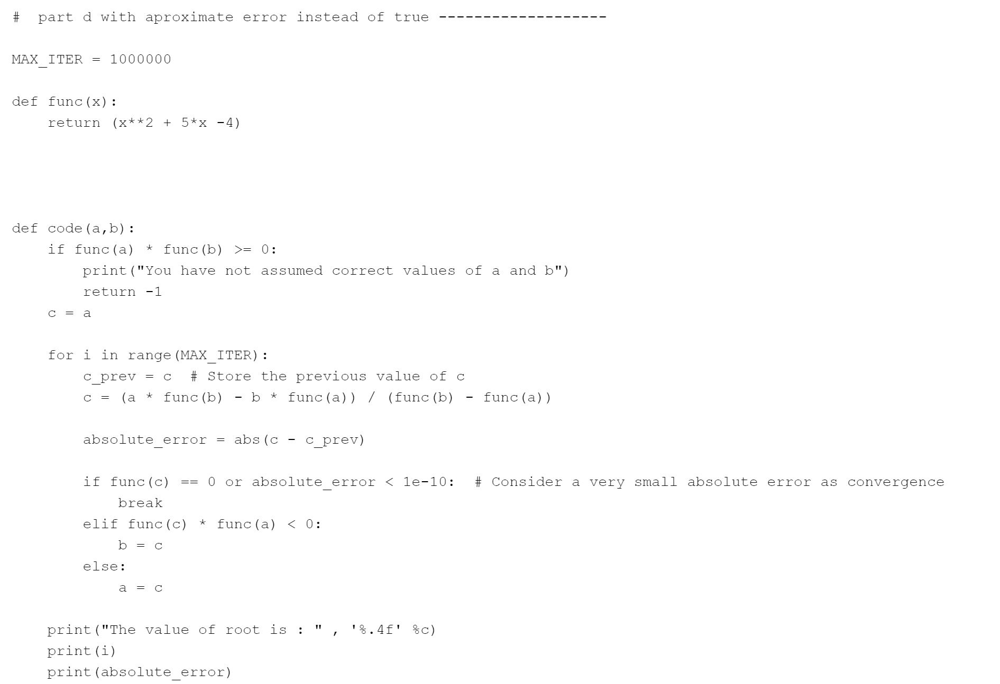 #  part d with aproximate error instead of true -------------------
MAX_ITER = 1000000
def func(x):
    return (x**2 + 5*x -4)
def code(a,b):
    if func(a) * func(b) >= 0:
        print("You have not assumed correct values of a and b")
        return -1
    c = a
    for i in range(MAX_ITER):
        c_prev = c  # Store the previous value of c
        c = (a * func(b) - b * func(a)) / (func(b) - func(a))
        absolute_error = abs(c - c_prev)
        if func(c) == 0 or absolute_error < 1e-10:  # Consider a very small absolute error as convergence
            break
        elif func(c) * func(a) < 0:
            b = c
        else:
            a = c
    print("The value of root is : " , '%.4f' %c)
    print(i)
    print(absolute_error)